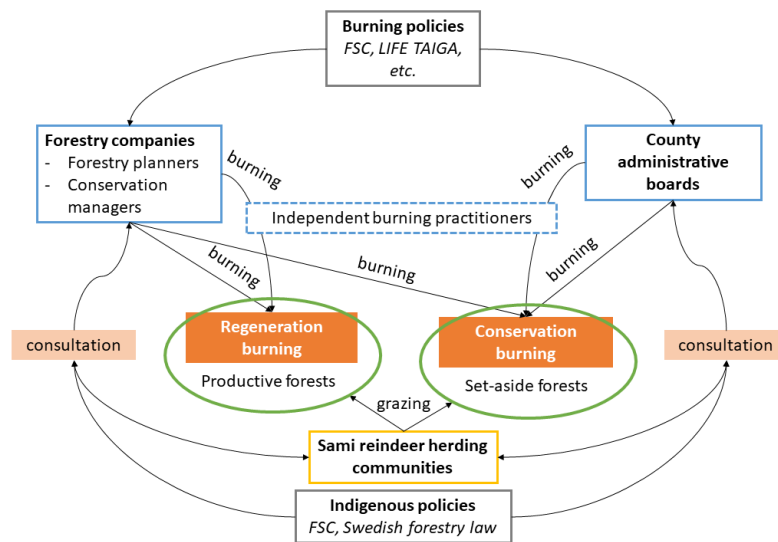 Burning policies
FSC, LIFE TAIGA,
etc.
Forestry companies
- Forestry planners
- Conservation
managers
County
administrative
boards
burning
burning
Independent burning practitioners
burning
burning
burning
consultation
Regeneration
burning
Productive forests
Conservation
burning
Set-aside forests
consultation
grazing
Sami reindeer herding
communities
Indigenous policies
FSC, Swedish forestry law